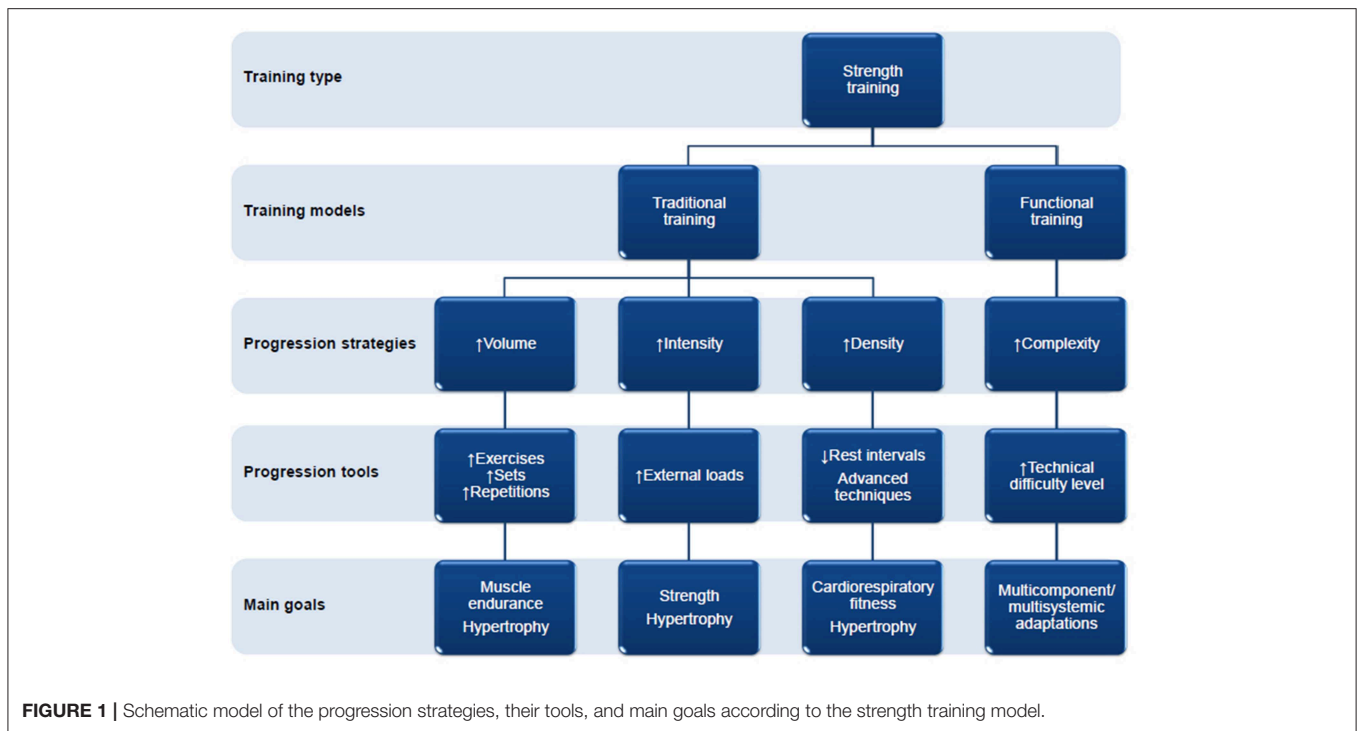 Training type
Strength
training
Training models
Traditional
training
Functional
training
Progression strategies
↑Volume
↑Intensity
↑Density
↑Complexity
Progression tools
↑Exercises
↑Sets
↑Repetitions
↑External loads
↓Rest intervals
Advanced
techniques
↑Technical
difficulty level
Main goals
Muscle
endurance
Hypertrophy
Strength
Hypertrophy
Cardiorespiratory
fitness
Hypertrophy
Multicomponent/
multisystemic
adaptations
FIGURE 1 | Schematic model of the progression strategies, their tools, and main goals according to the strength training model.